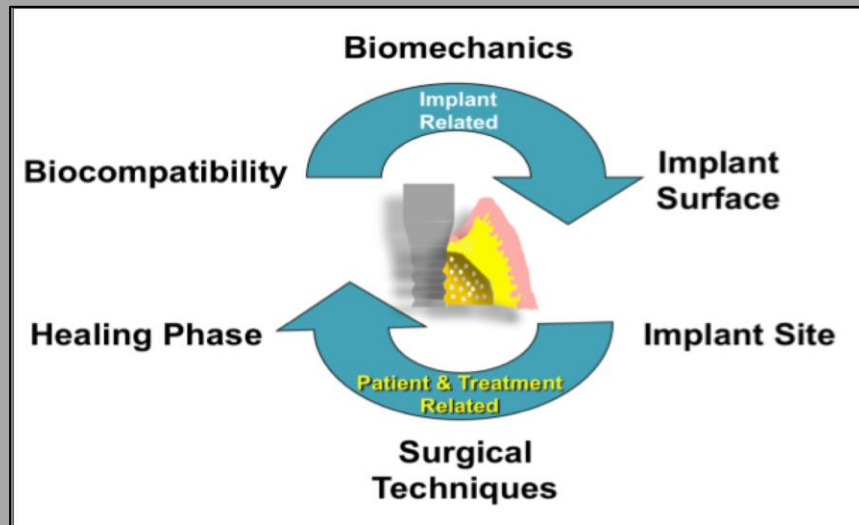 Biomechanics
Implant
Related
Biocompatibility
Implant
Surface
Healing Phase
Implant Site
Patient & Treatment
Related
Surgical
Techniques